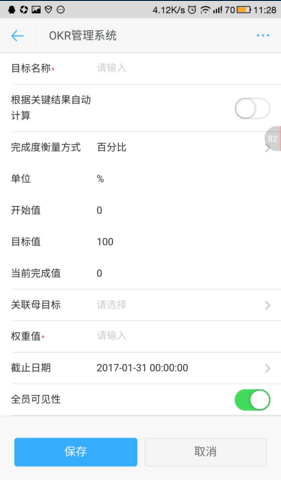 4.12K/s 70 11:28
OKR管理系统
目标名称* 请输入
根据关键结果自动
计算
82
完成度衡量方式 百分比
单位 %
开始值 0
目标值 100
当前完成值 0
关联母目标 请选择
权重值* 请输入
截止日期 2017-01-31 00:00:00
全员可见性
保存 取消